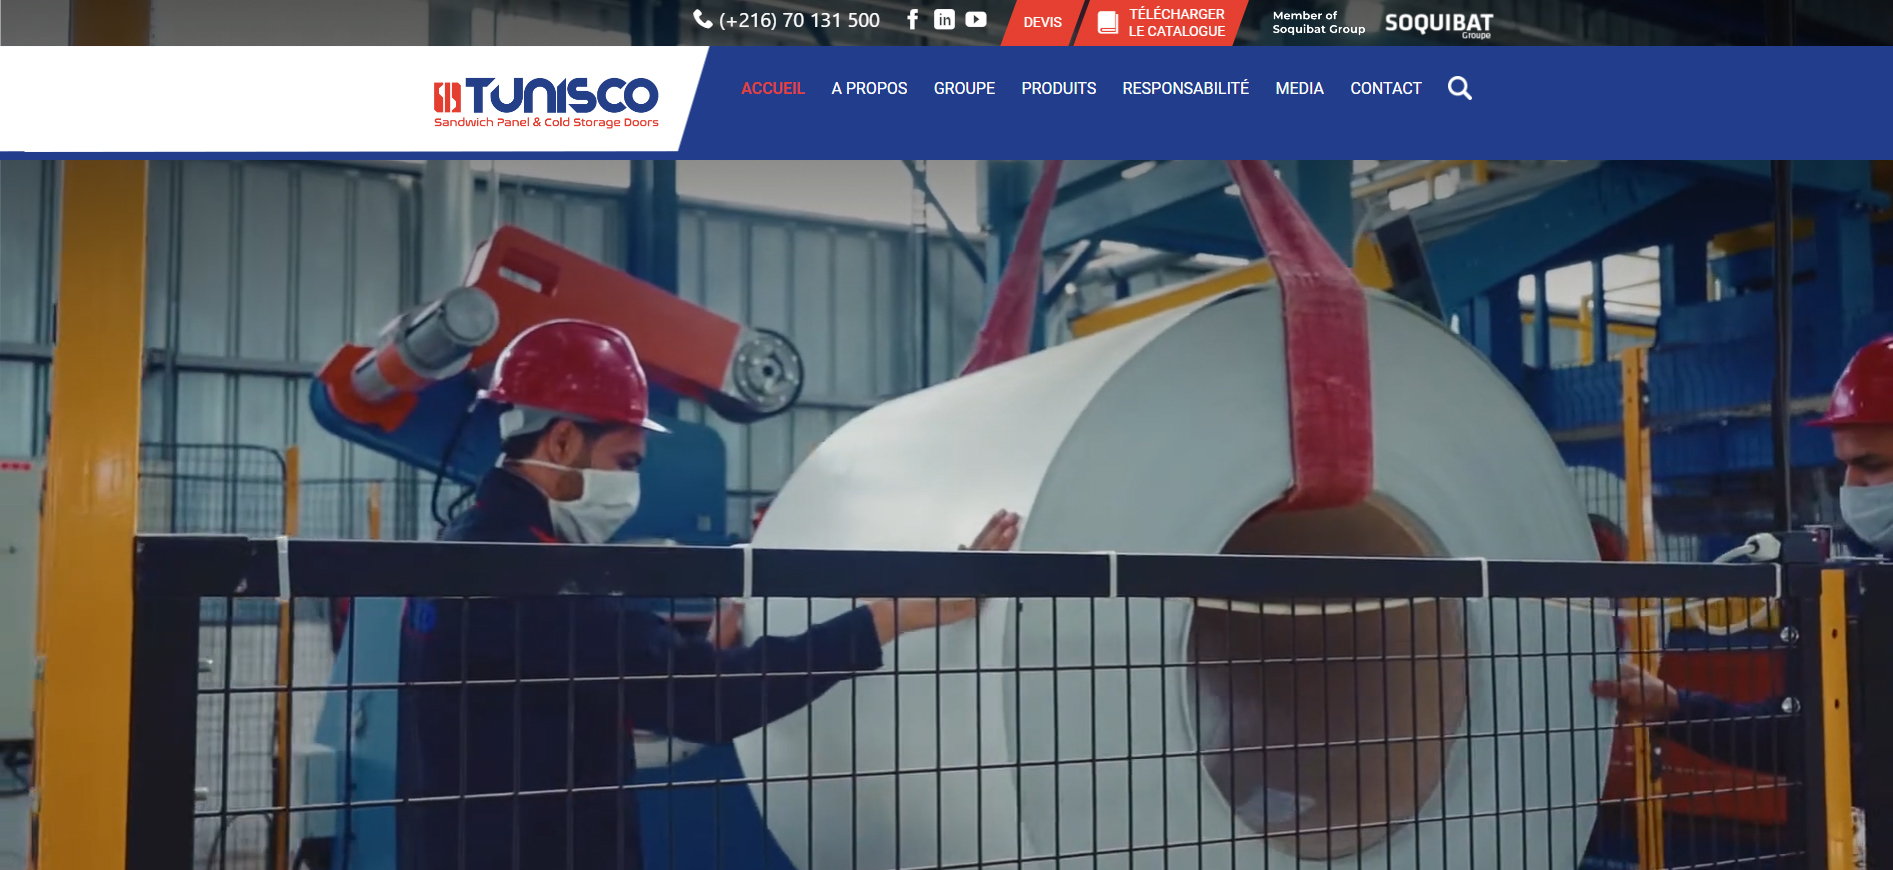 (+216) 70 131 500
in
DEVIS
TÉLÉCHARGER
LE CATALOGUE
Member of
Soquibat Group
SOQUIBAT
Groupe
TUNISCO
Sandwich Panel & Cold Storage Doors
ACCUEIL A PROPOS GROUPE PRODUITS RESPONSABILITÉ MEDIA CONTACT